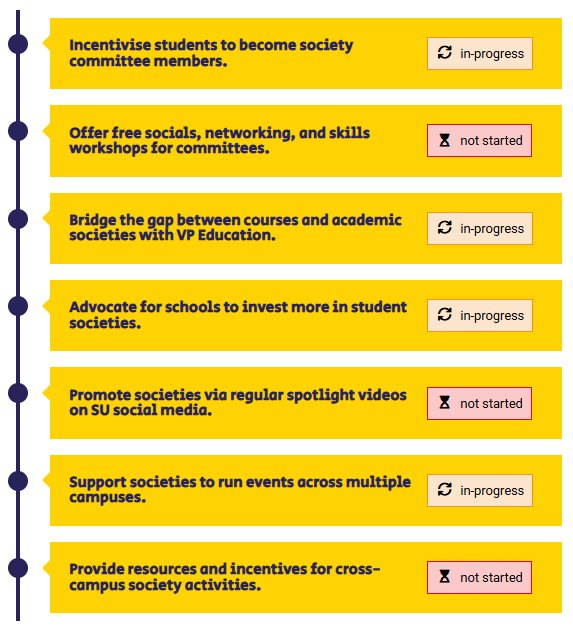 Incentivise students to become society
committee members.
in-progress
Offer free socials, networking, and skills
workshops for committees.
not started
Bridge the gap between courses and academic
societies with VP Education.
in-progress
Advocate for schools to invest more in student
societies.
in-progress
Promote societies via regular spotlight videos
on SU social media.
not started
Support societies to run events across multiple
campuses.
in-progress
Provide resources and incentives for cross-
campus society activities.
not started